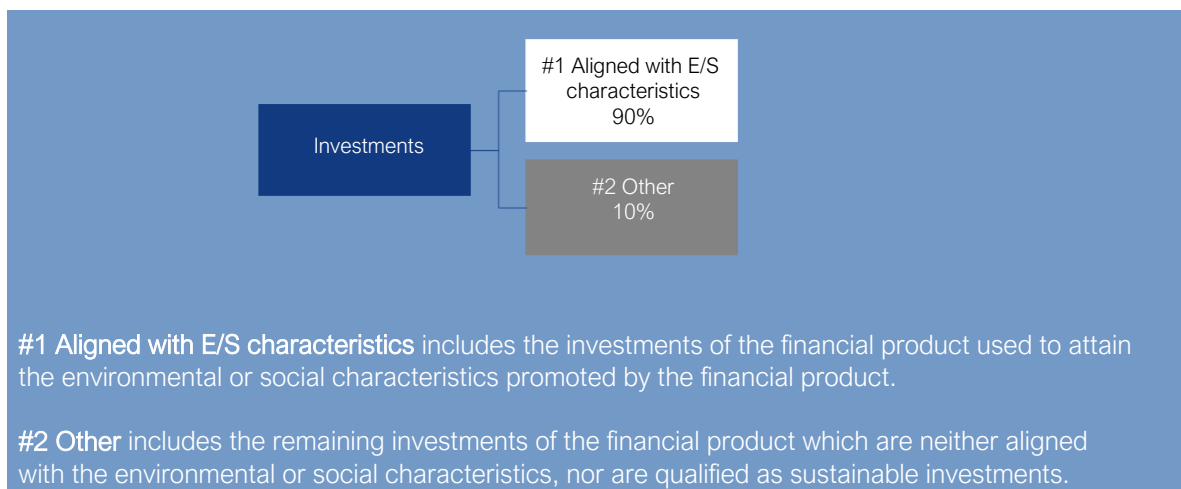 #1 Aligned with E/S
characteristics
90%
Investments
#2 Other
10%
#1 Aligned with E/S characteristics includes the investments of the financial product used to attain
the environmental or social characteristics promoted by the financial product.
#2 Other includes the remaining investments of the financial product which are neither aligned
with the environmental or social characteristics, nor are qualified as sustainable investments.